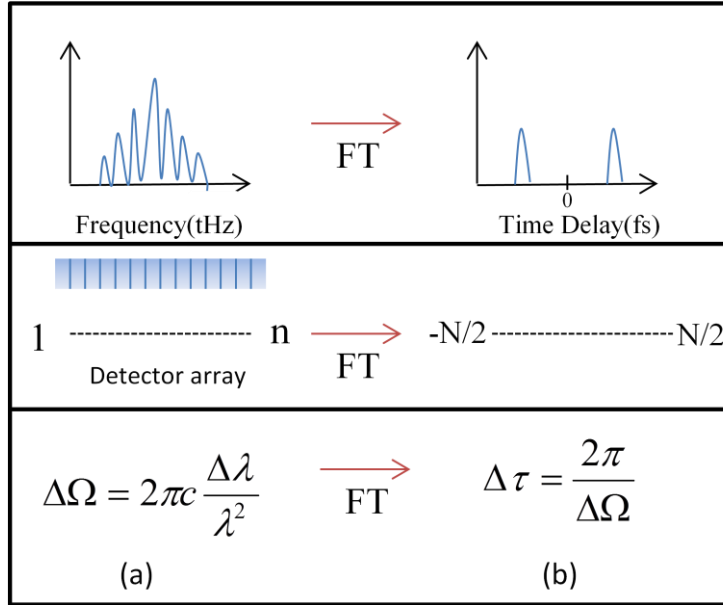 FT
Frequency(tHz)
0
Time Delay(fs)
1
n
FT
-N/2
N/2
Detector array
ΔΩ = 2πc Δλ/λ²
FT
Δτ = 2π/ΔΩ
(a)
(b)